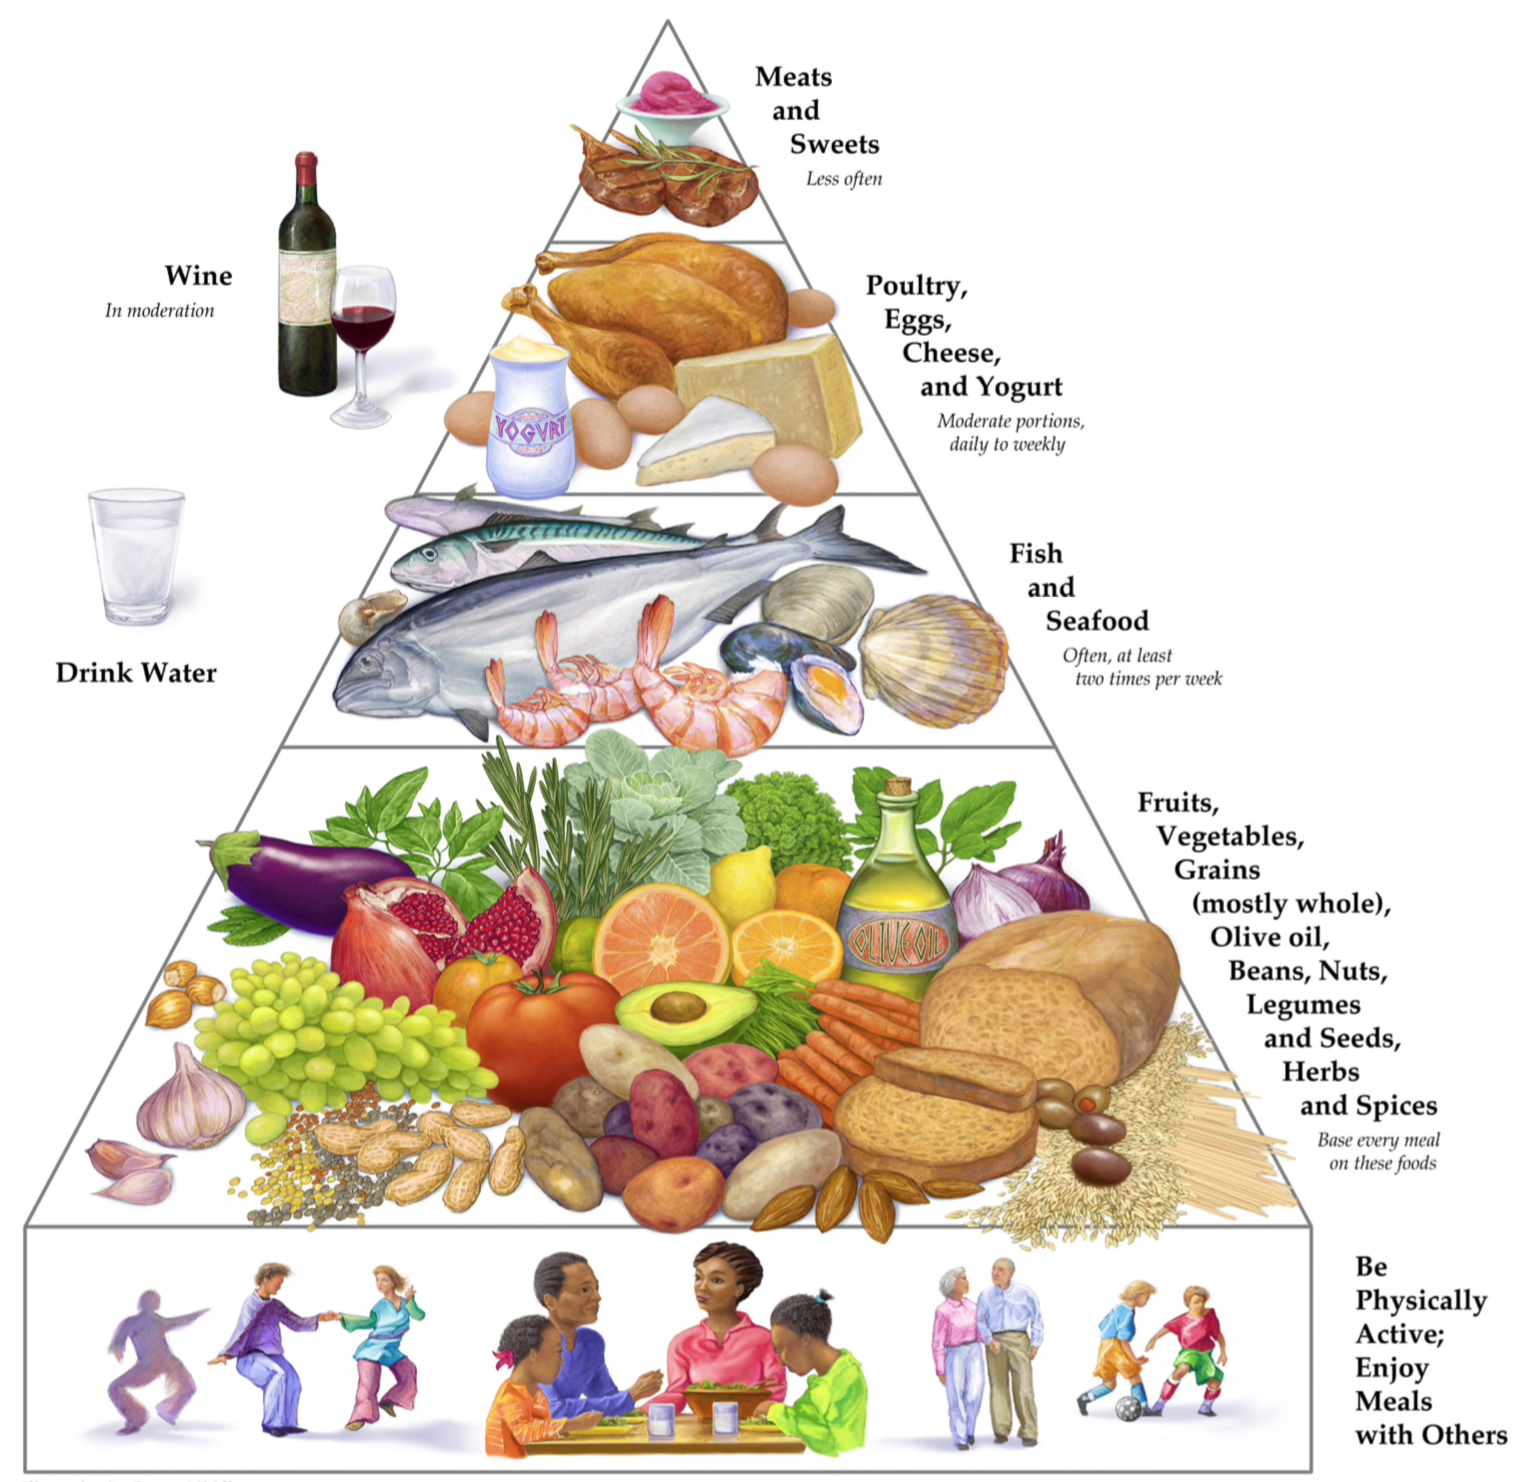 Meats
and
Sweets
Less often
Wine
In moderation
Poultry,
Eggs,
Cheese,
and Yogurt
Moderate portions,
daily to weekly
YOGVRT
Fish
and
Seafood
Often, at least
two times per week
Drink Water
Fruits,
Vegetables,
Grains
(mostly whole),
Olive oil,
Beans, Nuts,
Legumes
and Seeds,
Herbs
and Spices
Base every meal
on these foods
OLIVE OIL
Be
Physically
Active;
Enjoy
Meals
with Others